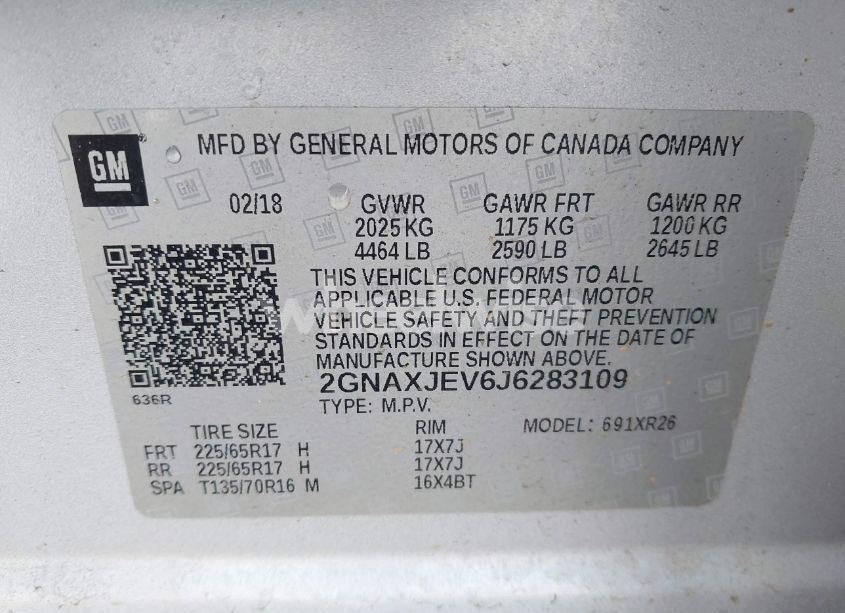 GM
MFD BY GENERAL MOTORS OF CANADA COMPANY
02/18 GVWR GAWR FRT GAWR RR
2025 KG 1175 KG 1200 KG
4464 LB 2590 LB 2645 LB
THIS VEHICLE CONFORMS TO ALL
APPLICABLE U.S. FEDERAL MOTOR
VEHICLE SAFETY AND THEFT PREVENTION
STANDARDS IN EFFECT ON THE DATE OF
MANUFACTURE SHOWN ABOVE.
2GNAXJEV6J6283109
636R
TYPE: M.P.V.
TIRE SIZE RIM MODEL: 691XR26
FRT 225/65R17 H 17X7J
RR 225/65R17 H 17X7J
SPA T135/70R16 M 16X4BT